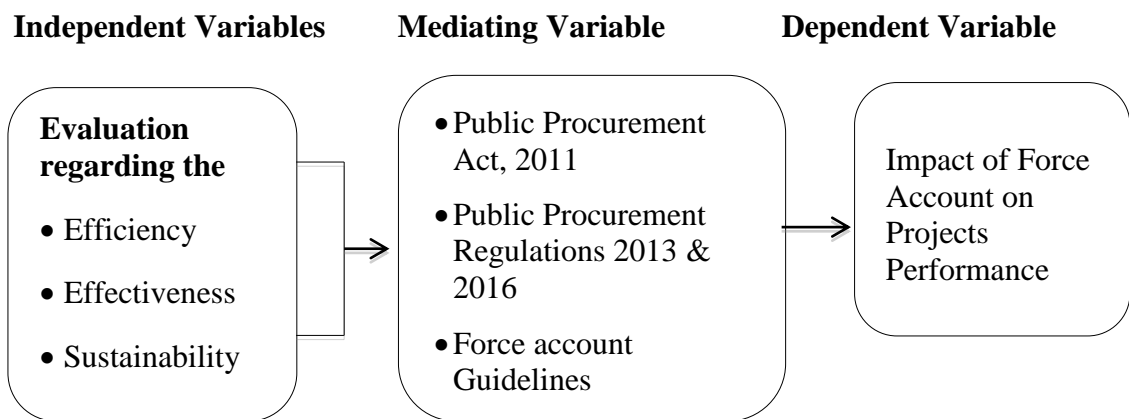 Independent Variables
Mediating Variable
Dependent Variable
Evaluation
regarding the
• Efficiency
• Effectiveness
• Sustainability
• Public Procurement
Act, 2011
• Public Procurement
Regulations 2013 &
2016
• Force account
Guidelines
Impact of Force
Account on
Projects
Performance